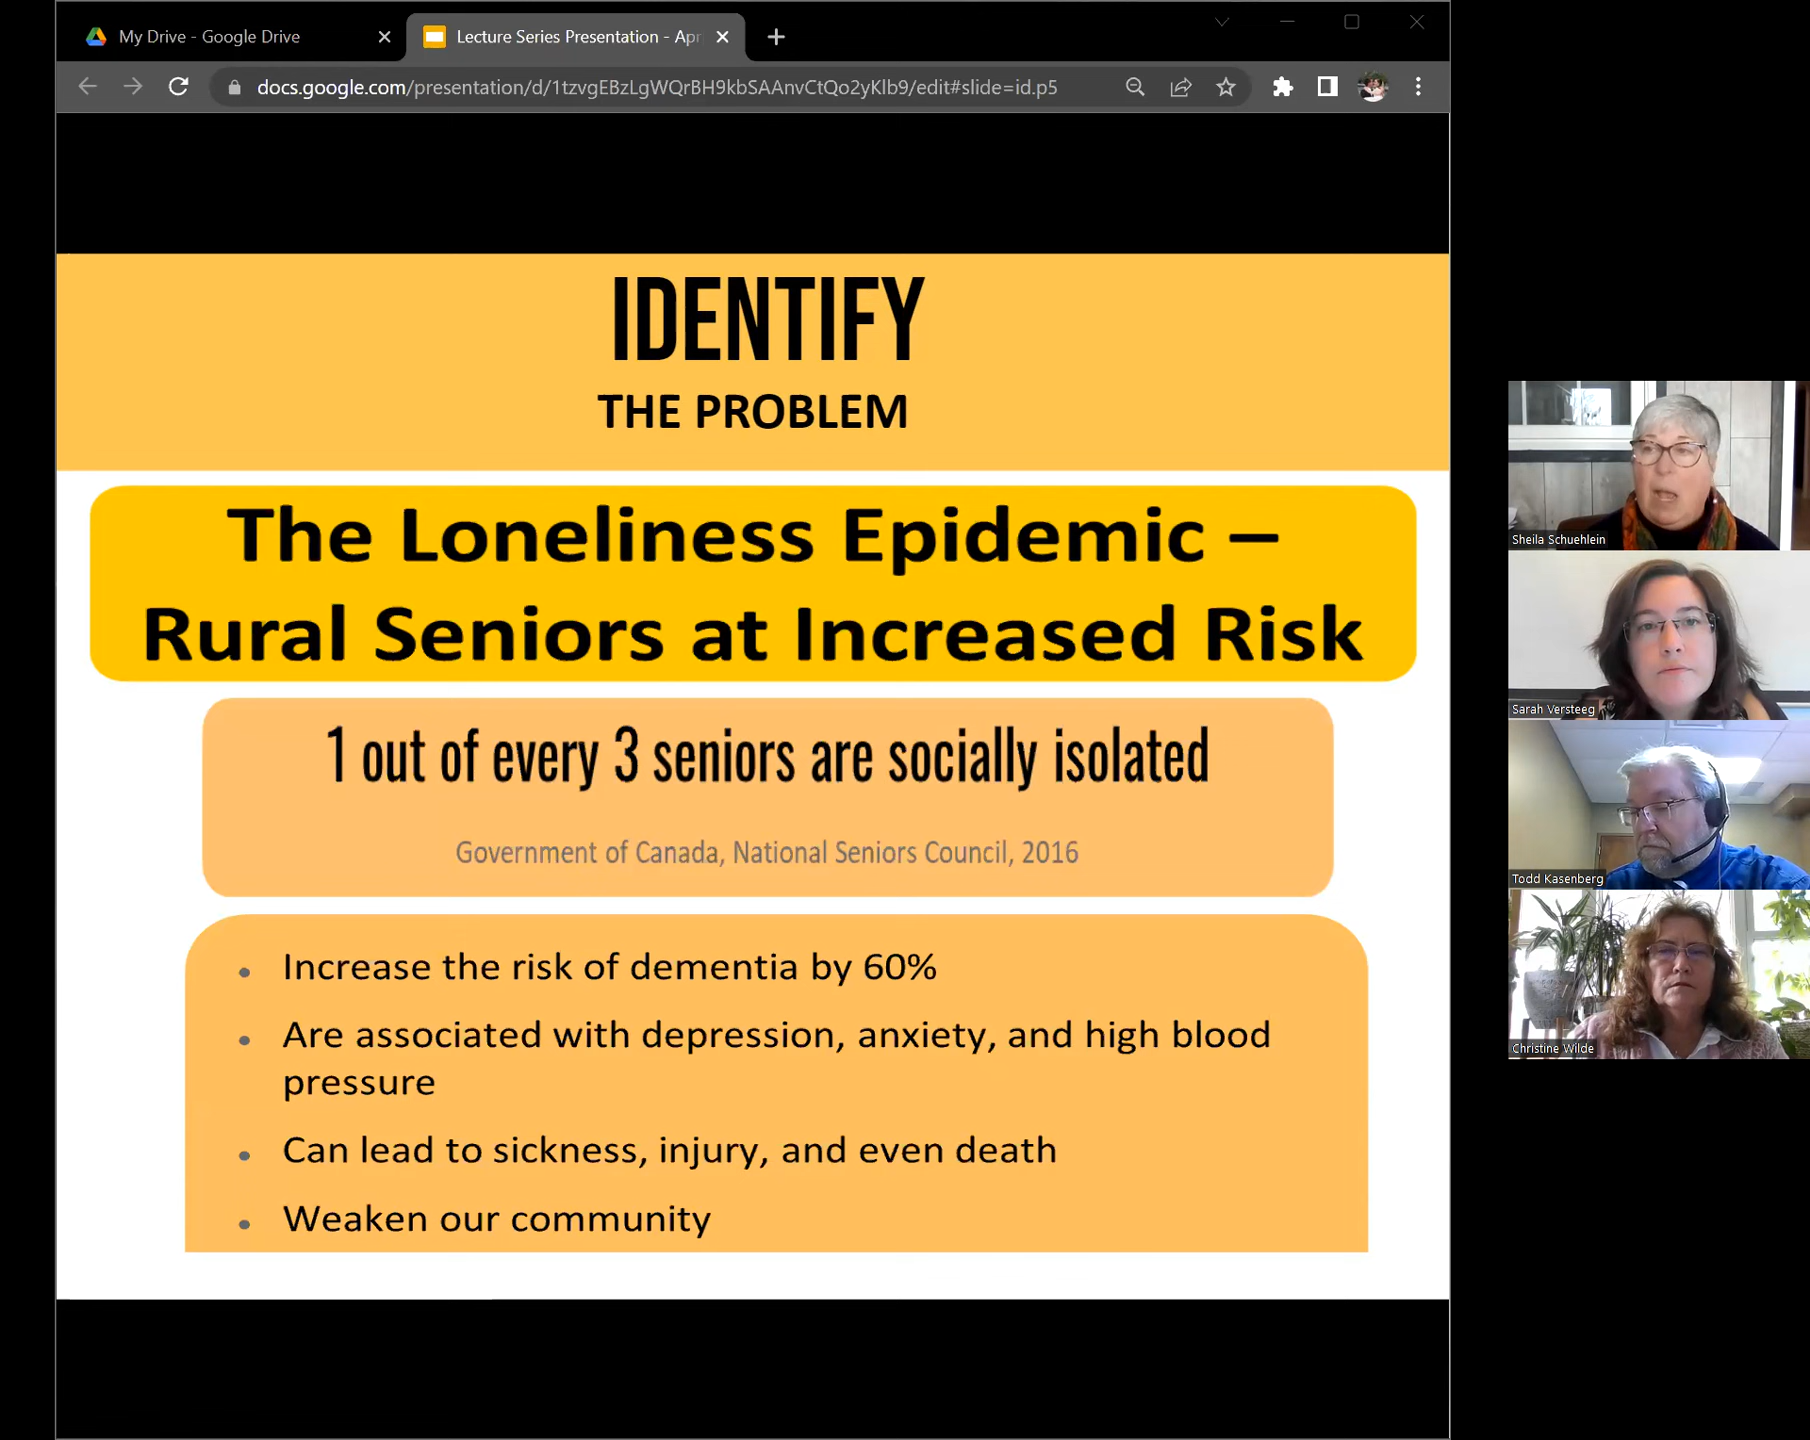 My Drive - Google Drive
Lecture Series Presentation - Apr
docs.google.com/presentation/d/1tzvgEBzLgWQrBH9kbSAAnvCtQo2yKlb9/edit#slide=id.p5
IDENTIFY
THE PROBLEM
The Loneliness Epidemic –
Rural Seniors at Increased Risk
1 out of every 3 seniors are socially isolated
Government of Canada, National Seniors Council, 2016
• Increase the risk of dementia by 60%
• Are associated with depression, anxiety, and high blood
pressure
• Can lead to sickness, injury, and even death
• Weaken our community
Sheila Schuehlein
Sarah Versteeg
Todd Kasenberg
Christine Wilde